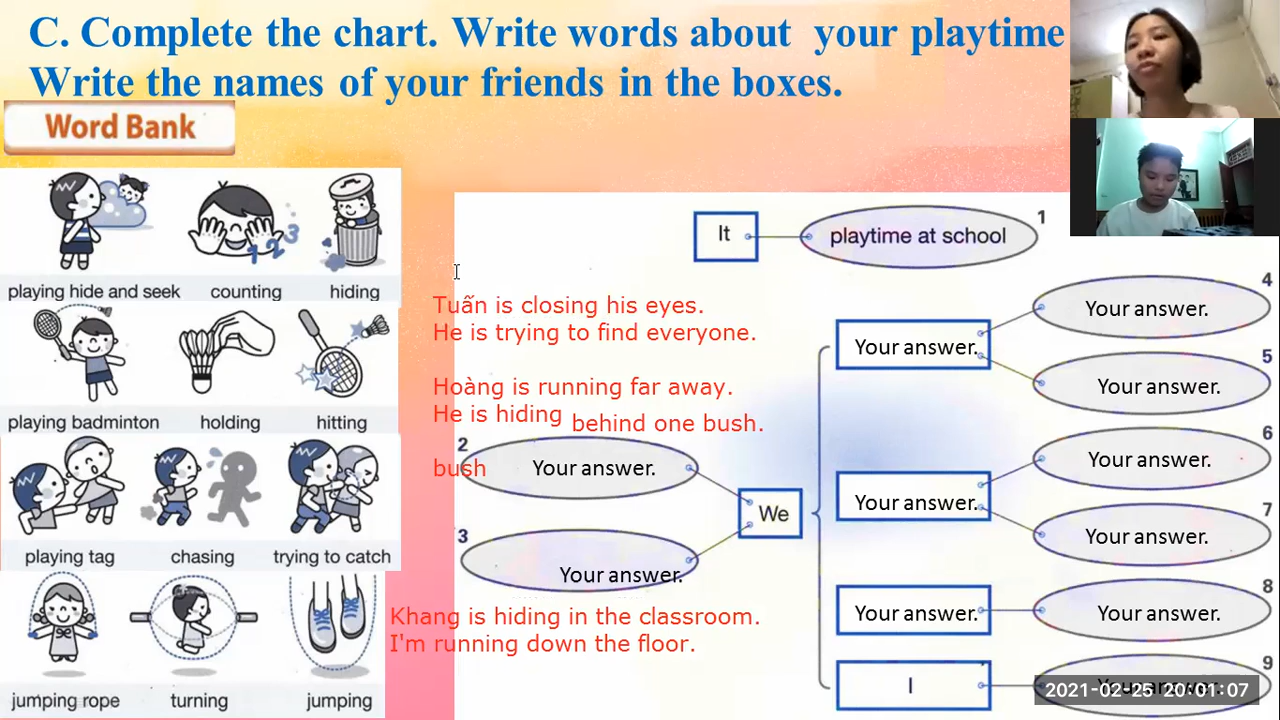 C. Complete the chart. Write words about your playtime
Write the names of your friends in the boxes.
Word Bank
playing hide and seek
counting
hiding
1 2 3
playing badminton
holding
hitting
playing tag
chasing
trying to catch
jumping rope
turning
jumping
It
playtime at school
1
Tuấn is closing his eyes.
He is trying to find everyone.
Hoàng is running far away.
He is hiding
behind one bush.
bush
2
Your answer.
3
Your answer.
We
Khang is hiding in the classroom.
I'm running down the floor.
Your answer.
4
Your answer.
5
Your answer.
Your answer.
6
Your answer.
7
Your answer.
Your answer.
8
Your answer.
I
9
2021-02-25 20:01:07